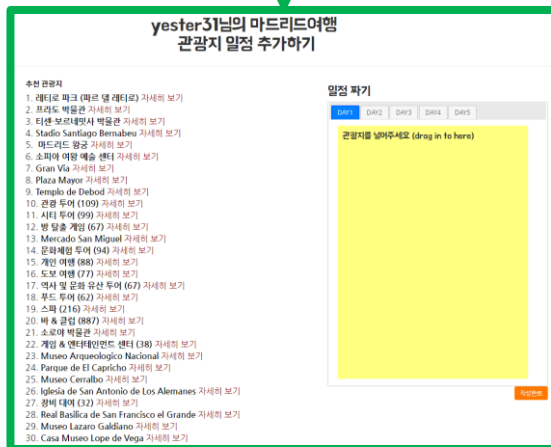 yester31님의 마드리드여행
관광지 일정 추가하기
추천 관광지
1. 레티로 파크 (파르 델 레티로) 자세히 보기
2. 프라도 박물관 자세히 보기
3. 티센-보르네밋사 박물관 자세히 보기
4. Stadio Santiago Bernabeu 자세히 보기
5. 마드리드 왕궁 자세히 보기
6. 소피아 여왕 예술 센터 자세히 보기
7. Gran Via 자세히 보기
8. Plaza Mayor 자세히 보기
9. Templo de Debod 자세히 보기
10. 관광 투어 (109) 자세히 보기
11. 시티 투어 (99) 자세히 보기
12. 방 탈출 게임 (67) 자세히 보기
13. Mercado San Miguel 자세히 보기
14. 문화체험 투어 (94) 자세히 보기
15. 개인 여행 (88) 자세히 보기
16. 도보 여행 (77) 자세히 보기
17. 역사 및 문화 유산 투어 (67) 자세히 보기
18. 푸드 투어 (62) 자세히 보기
19. 스파 (216) 자세히 보기
20. 바 & 클럽 (887) 자세히 보기
21. 소로야 박물관 자세히 보기
22. 게임 & 엔터테인먼트 센터 (38) 자세히 보기
23. Museo Arqueologico Nacional 자세히 보기
24. Parque de El Capricho 자세히 보기
25. Museo Cerralbo 자세히 보기
26. Iglesia de San Antonio de Los Alemanes 자세히 보기
27. 장비 대여 (32) 자세히 보기
28. Real Basilica de San Francisco el Grande 자세히 보기
29. Museo Lazaro Galdiano 자세히 보기
30. Casa Museo Lope de Vega 자세히 보기
일정 짜기
DAY1 DAY2 DAY3 DAY4 DAY5
관광지를 넣어주세요 (drag in to here)
작성완료